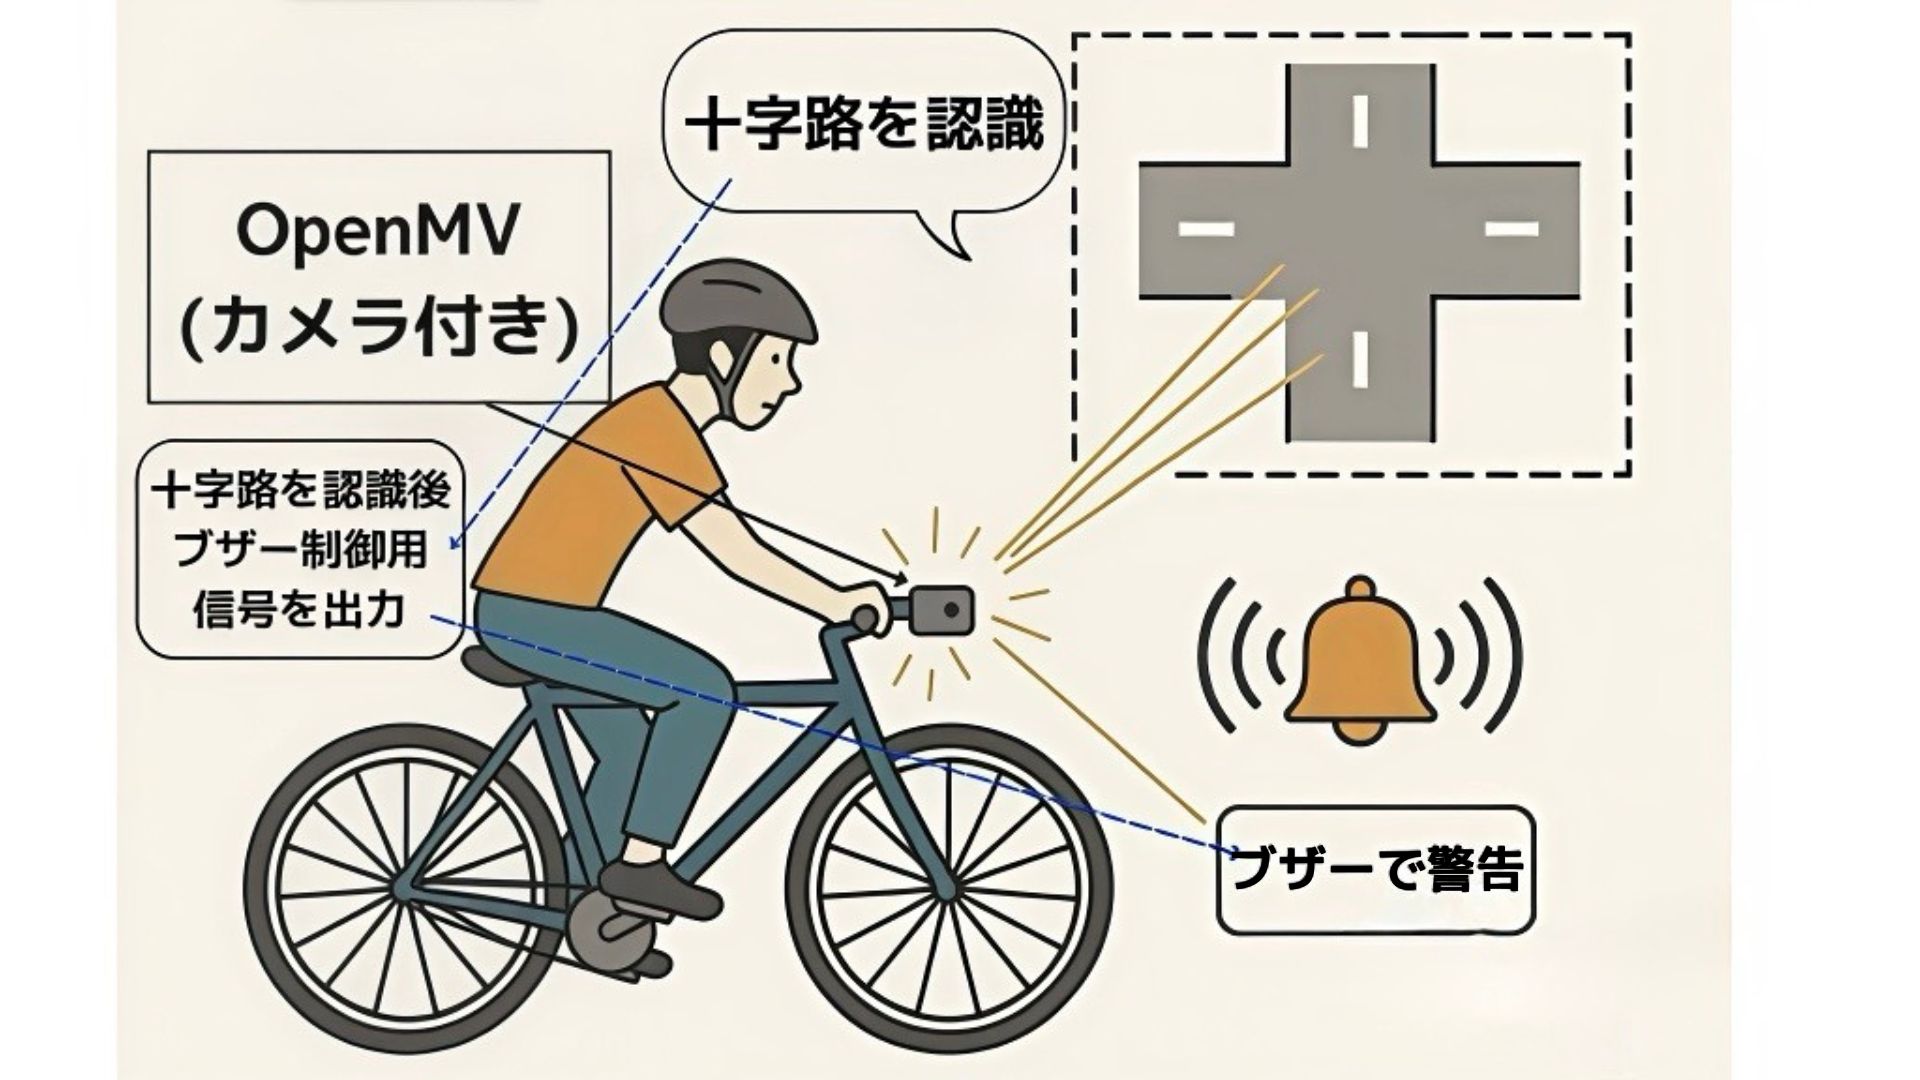 十字路を認識
OpenMV
(カメラ付き)
十字路を認識後
ブザー制御用
信号を出力
ブザーで警告